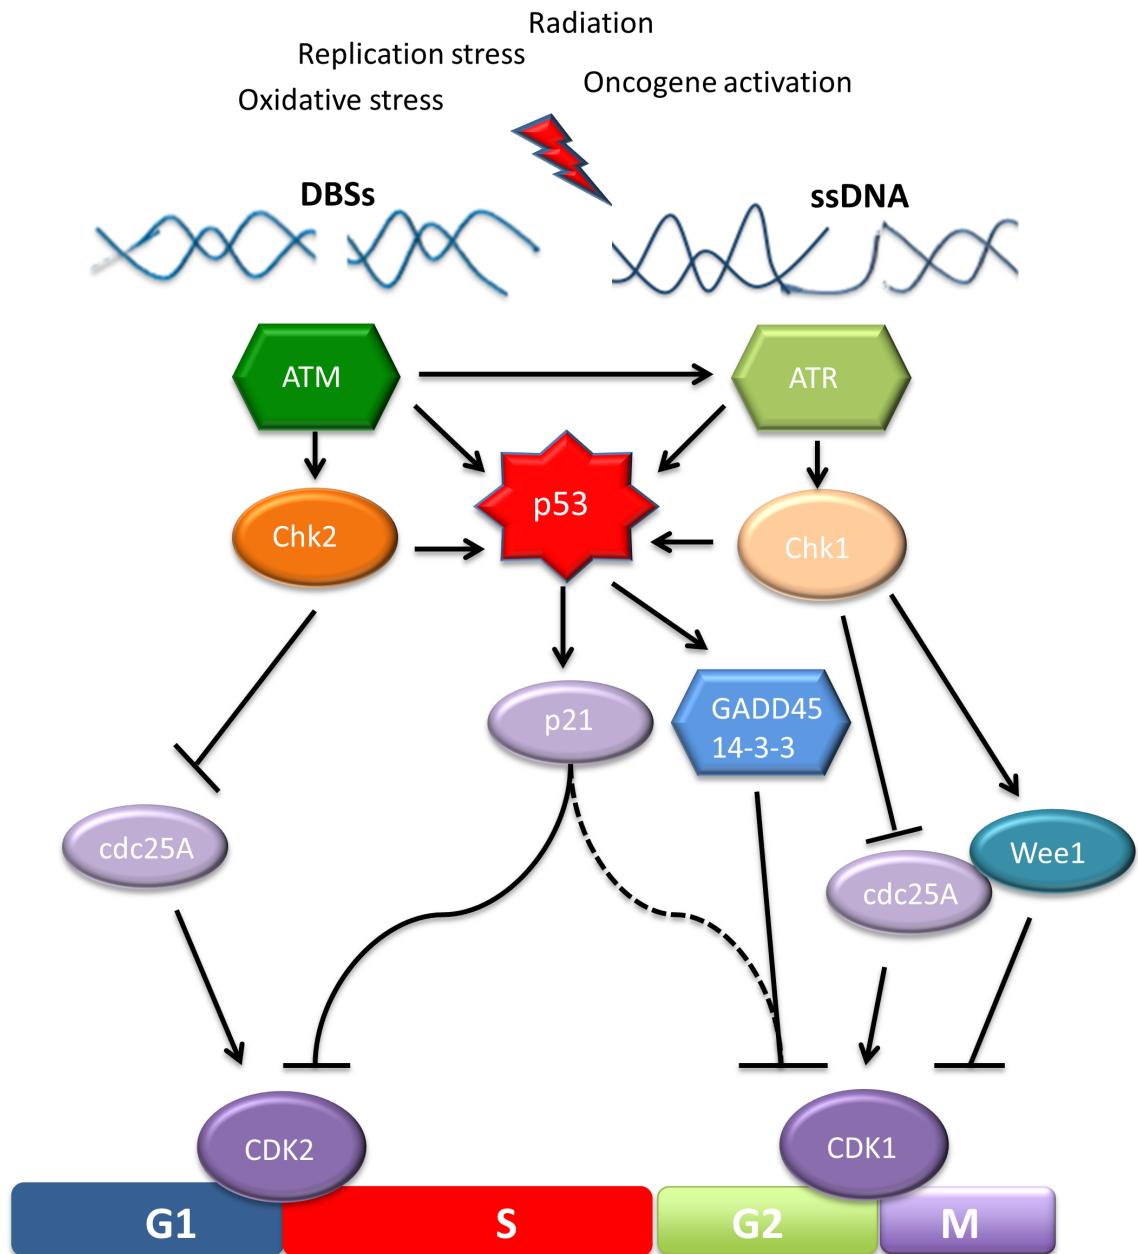 Radiation
Replication stress
Oncogene activation
Oxidative stress
DBSs
ssDNA
ATM
ATR
p53
Chk2
Chk1
p21
GADD45
14-3-3
cdc25A
Wee1
cdc25A
CDK2
CDK1
G1
S
G2
M